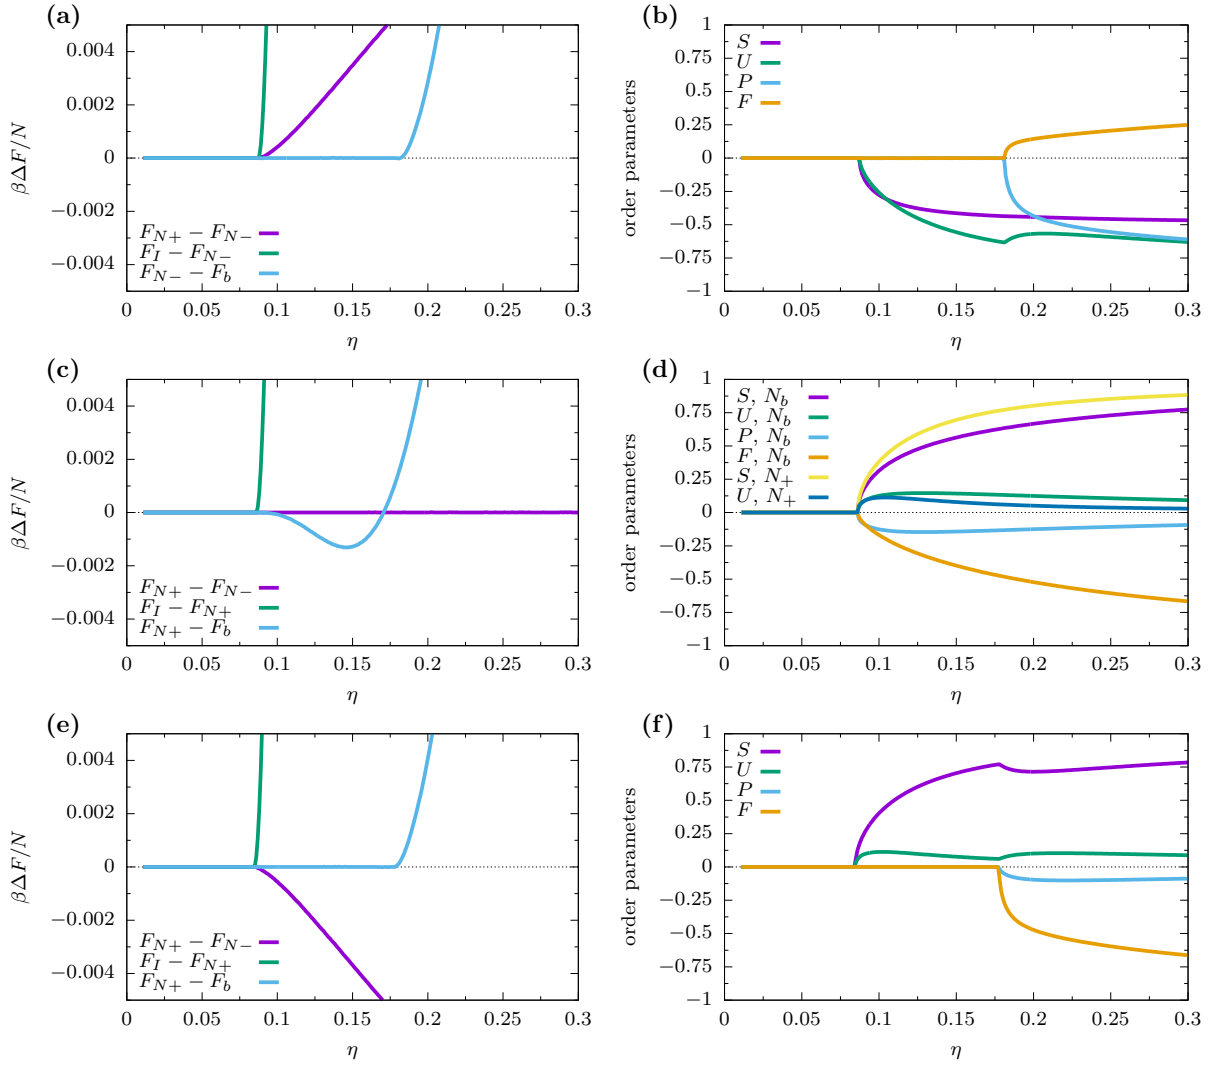 (a)
βΔF/N
0.004
0.002
0
−0.002
−0.004
F_{N+} − F_{N−}
F_I − F_{N−}
F_{N−} − F_b
0 0.05 0.1 0.15 0.2 0.25 0.3
η
(b)
order parameters
1
0.75
0.5
0.25
0
−0.25
−0.5
−0.75
−1
S
U
P
F
0 0.05 0.1 0.15 0.2 0.25 0.3
η
(c)
βΔF/N
0.004
0.002
0
−0.002
−0.004
F_{N+} − F_{N−}
F_I − F_{N+}
F_{N+} − F_b
0 0.05 0.1 0.15 0.2 0.25 0.3
η
(d)
order parameters
1
0.75
0.5
0.25
0
−0.25
−0.5
−0.75
−1
S, N_b
U, N_b
P, N_b
F, N_b
S, N_+
U, N_+
0 0.05 0.1 0.15 0.2 0.25 0.3
η
(e)
βΔF/N
0.004
0.002
0
−0.002
−0.004
F_{N+} − F_{N−}
F_I − F_{N+}
F_{N+} − F_b
0 0.05 0.1 0.15 0.2 0.25 0.3
η
(f)
order parameters
1
0.75
0.5
0.25
0
−0.25
−0.5
−0.75
−1
S
U
P
F
0 0.05 0.1 0.15 0.2 0.25 0.3
η